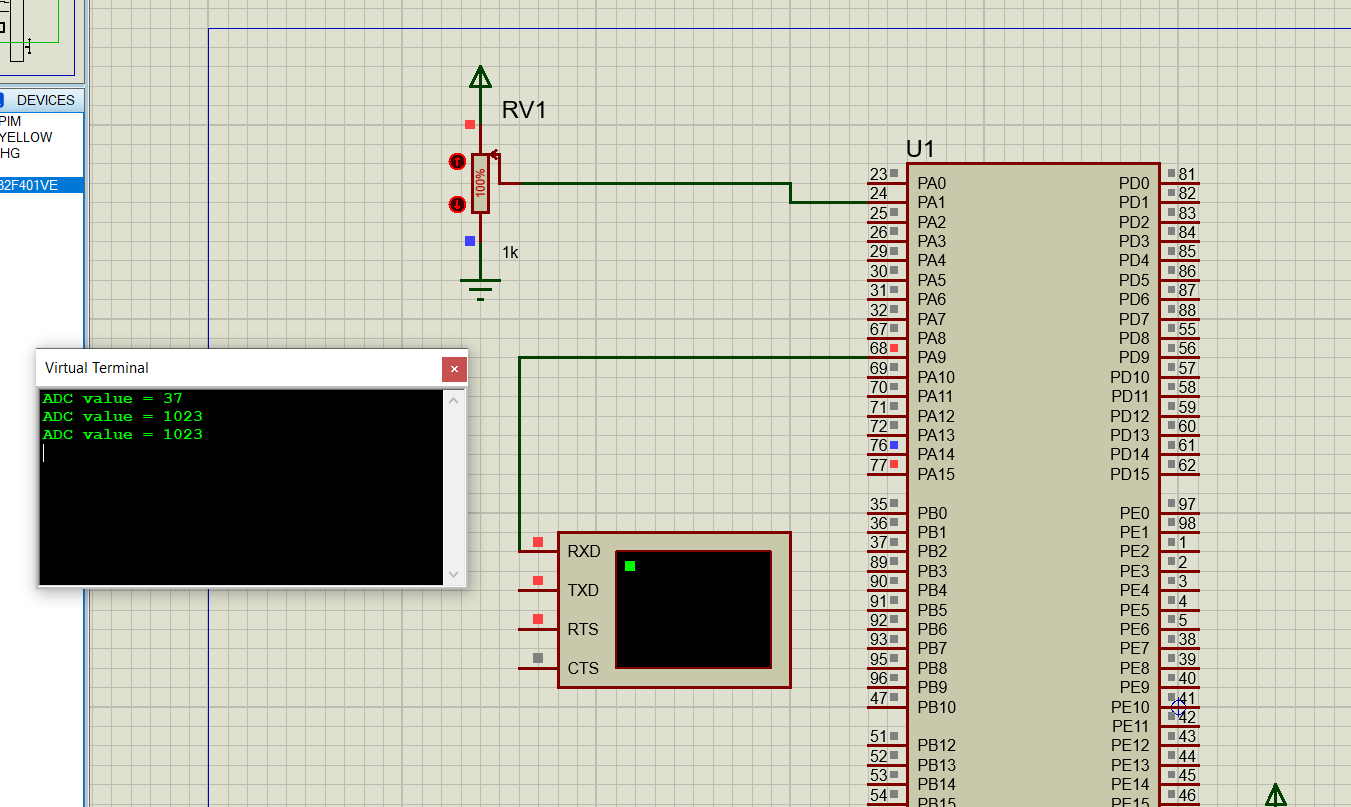 DEVICES
PIM
YELLOW
HG
32F401VE
RV1
100%
1k
Virtual Terminal
ADC value = 37
ADC value = 1023
ADC value = 1023
RXD
TXD
RTS
CTS
U1
23 PA0 PD0 81
24 PA1 PD1 82
25 PA2 PD2 83
26 PA3 PD3 84
29 PA4 PD4 85
30 PA5 PD5 86
31 PA6 PD6 87
32 PA7 PD7 88
67 PA8 PD8 55
68 PA9 PD9 56
69 PA10 PD10 57
70 PA11 PD11 58
71 PA12 PD12 59
72 PA13 PD13 60
76 PA14 PD14 61
77 PA15 PD15 62
35 PB0 PE0 97
36 PB1 PE1 98
37 PB2 PE2 1
89 PB3 PE3 2
90 PB4 PE4 3
91 PB5 PE5 4
92 PB6 PE6 5
93 PB7 PE7 38
95 PB8 PE8 39
96 PB9 PE9 40
47 PB10 PE10 41
PE11 42
51 PB12 PE12 43
52 PB13 PE13 44
53 PB14 PE14 45
54 PB15 PE15 46